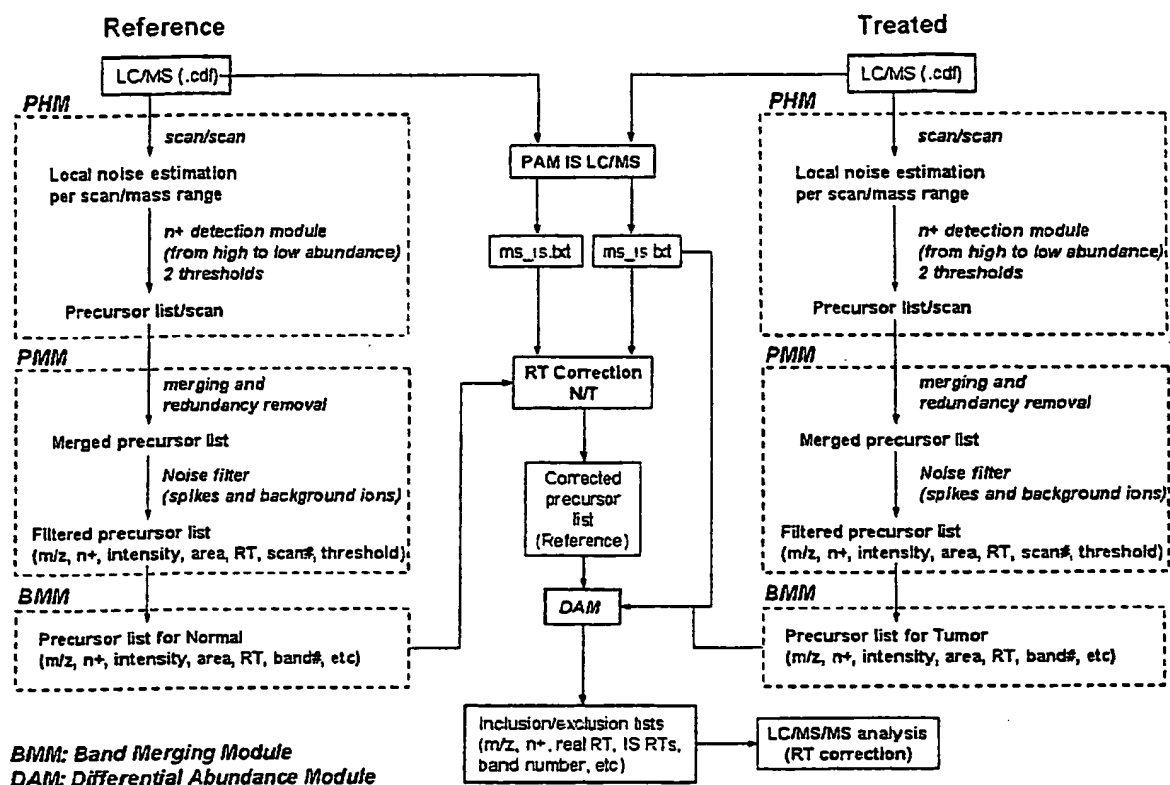 Reference
Treated
LC/MS (.cdf)
LC/MS (.cdf)
PHM
scan/scan
Local noise estimation
per scan/mass range
n+ detection module
(from high to low abundance)
2 thresholds
Precursor list/scan
PMM
merging and
redundancy removal
Merged precursor list
Noise filter
(spikes and background ions)
Filtered precursor list
(m/z, n+, intensity, area, RT, scan#, threshold)
BMM
Precursor list for Normal
(m/z, n+, intensity, area, RT, band#, etc)
PAM IS LC/MS
ms_is.txt
ms_is txt
RT Correction
N/T
Corrected
precursor
list
(Reference)
DAM
Inclusion/exclusion lists
(m/z, n+, real RT, IS RTs,
band number, etc)
LC/MS/MS analysis
(RT correction)
PHM
scan/scan
Local noise estimation
per scan/mass range
n+ detection module
(from high to low abundance)
2 thresholds
Precursor list/scan
PMM
merging and
redundancy removal
Merged precursor list
Noise filter
(spikes and background ions)
Filtered precursor list
(m/z, n+, intensity, area, RT, scan#, threshold)
BMM
Precursor list for Tumor
(m/z, n+, intensity, area, RT, band#, etc)
BMM: Band Merging Module
DAM: Differential Abundance Module